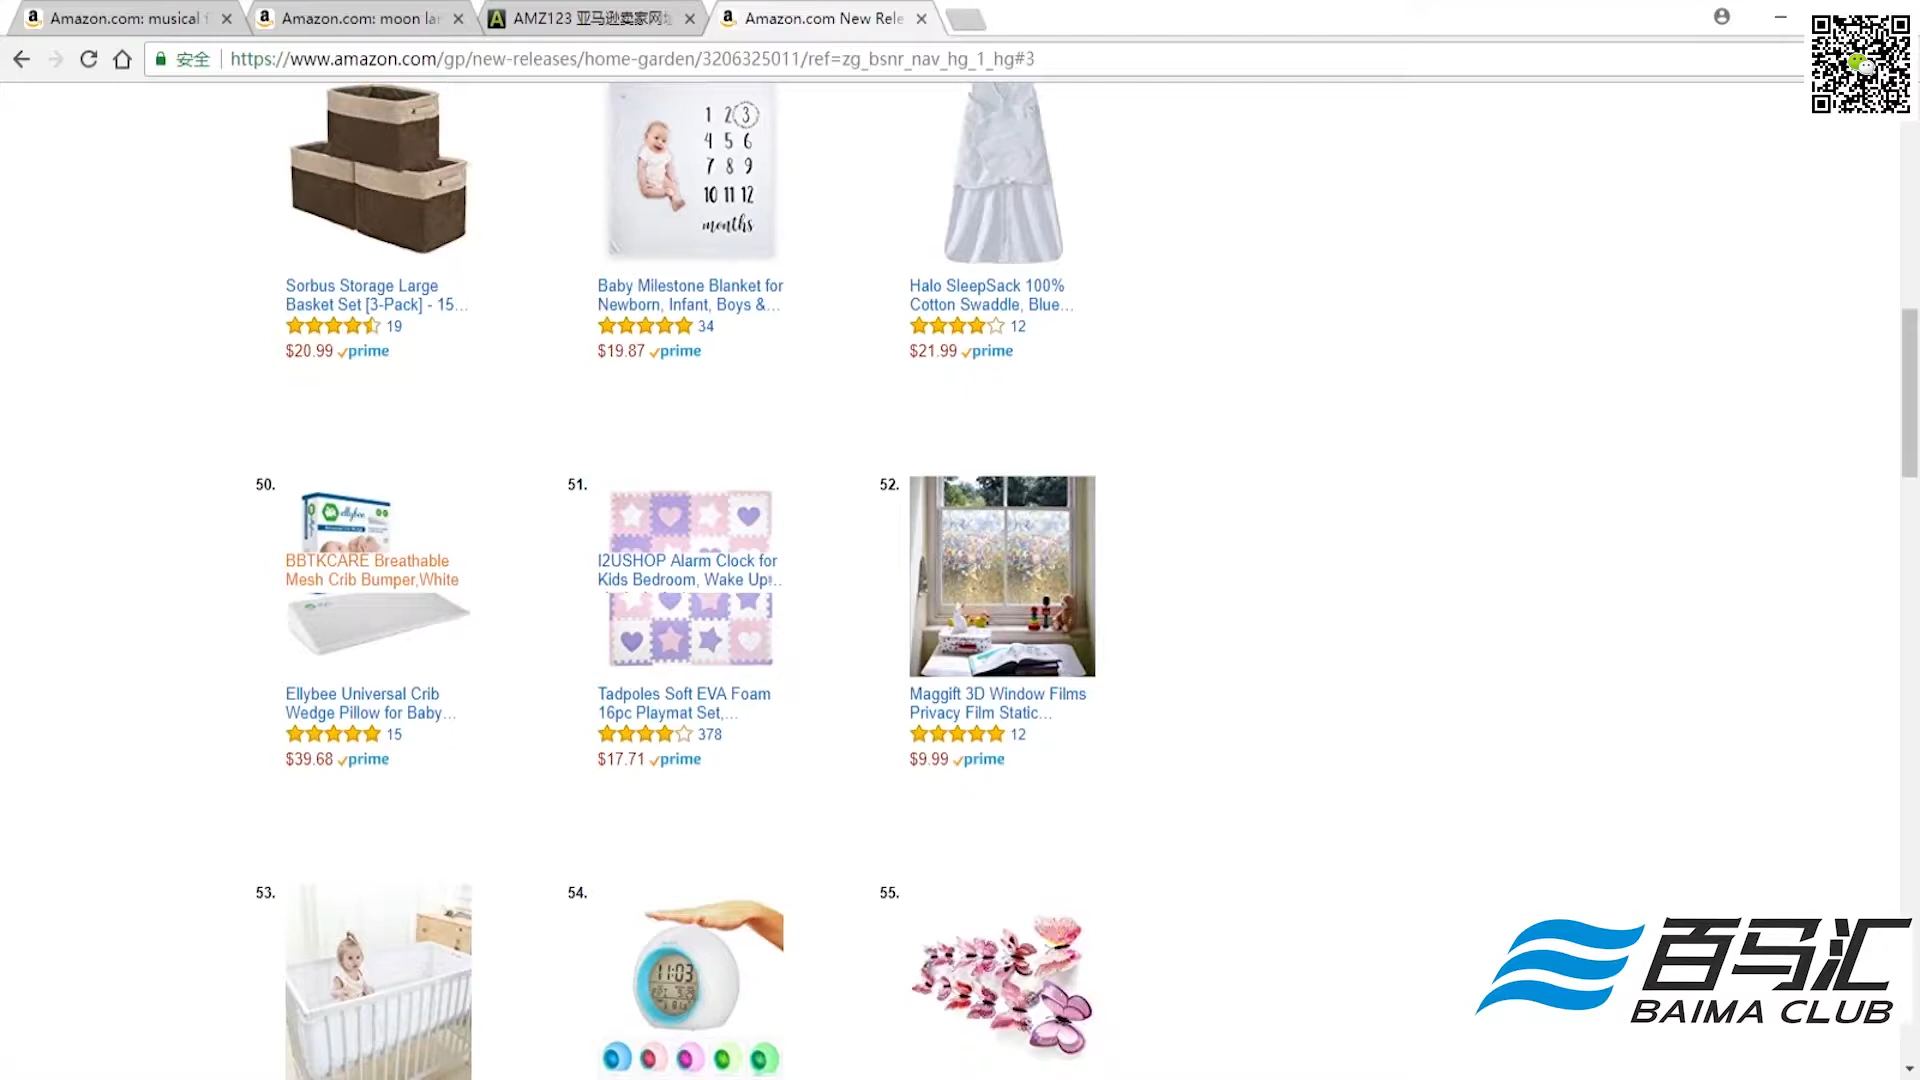 Amazon.com: musical f
Amazon.com: moon lar
AMZ123 亚马逊卖家网址
Amazon.com New Rele
安全
https://www.amazon.com/gp/new-releases/home-garden/3206325011/ref=zg_bsnr_nav_hg_1_hg#3
1 2 3
4 5 6
7 8 9
10 11 12
months
Sorbus Storage Large
Basket Set [3-Pack] - 15...
19
$20.99 prime
Baby Milestone Blanket for
Newborn, Infant, Boys &...
34
$19.87 prime
Halo SleepSack 100%
Cotton Swaddle, Blue...
12
$21.99 prime
50.
ellybee
BBTKCARE Breathable
Mesh Crib Bumper,White
Ellybee Universal Crib
Wedge Pillow for Baby...
15
$39.68 prime
51.
I2USHOP Alarm Clock for
Kids Bedroom, Wake Up...
Tadpoles Soft EVA Foam
16pc Playmat Set,...
378
$17.71 prime
52.
Maggift 3D Window Films
Privacy Film Static...
12
$9.99 prime
53.
54.
11:03
55.
百马汇
BAIMA CLUB